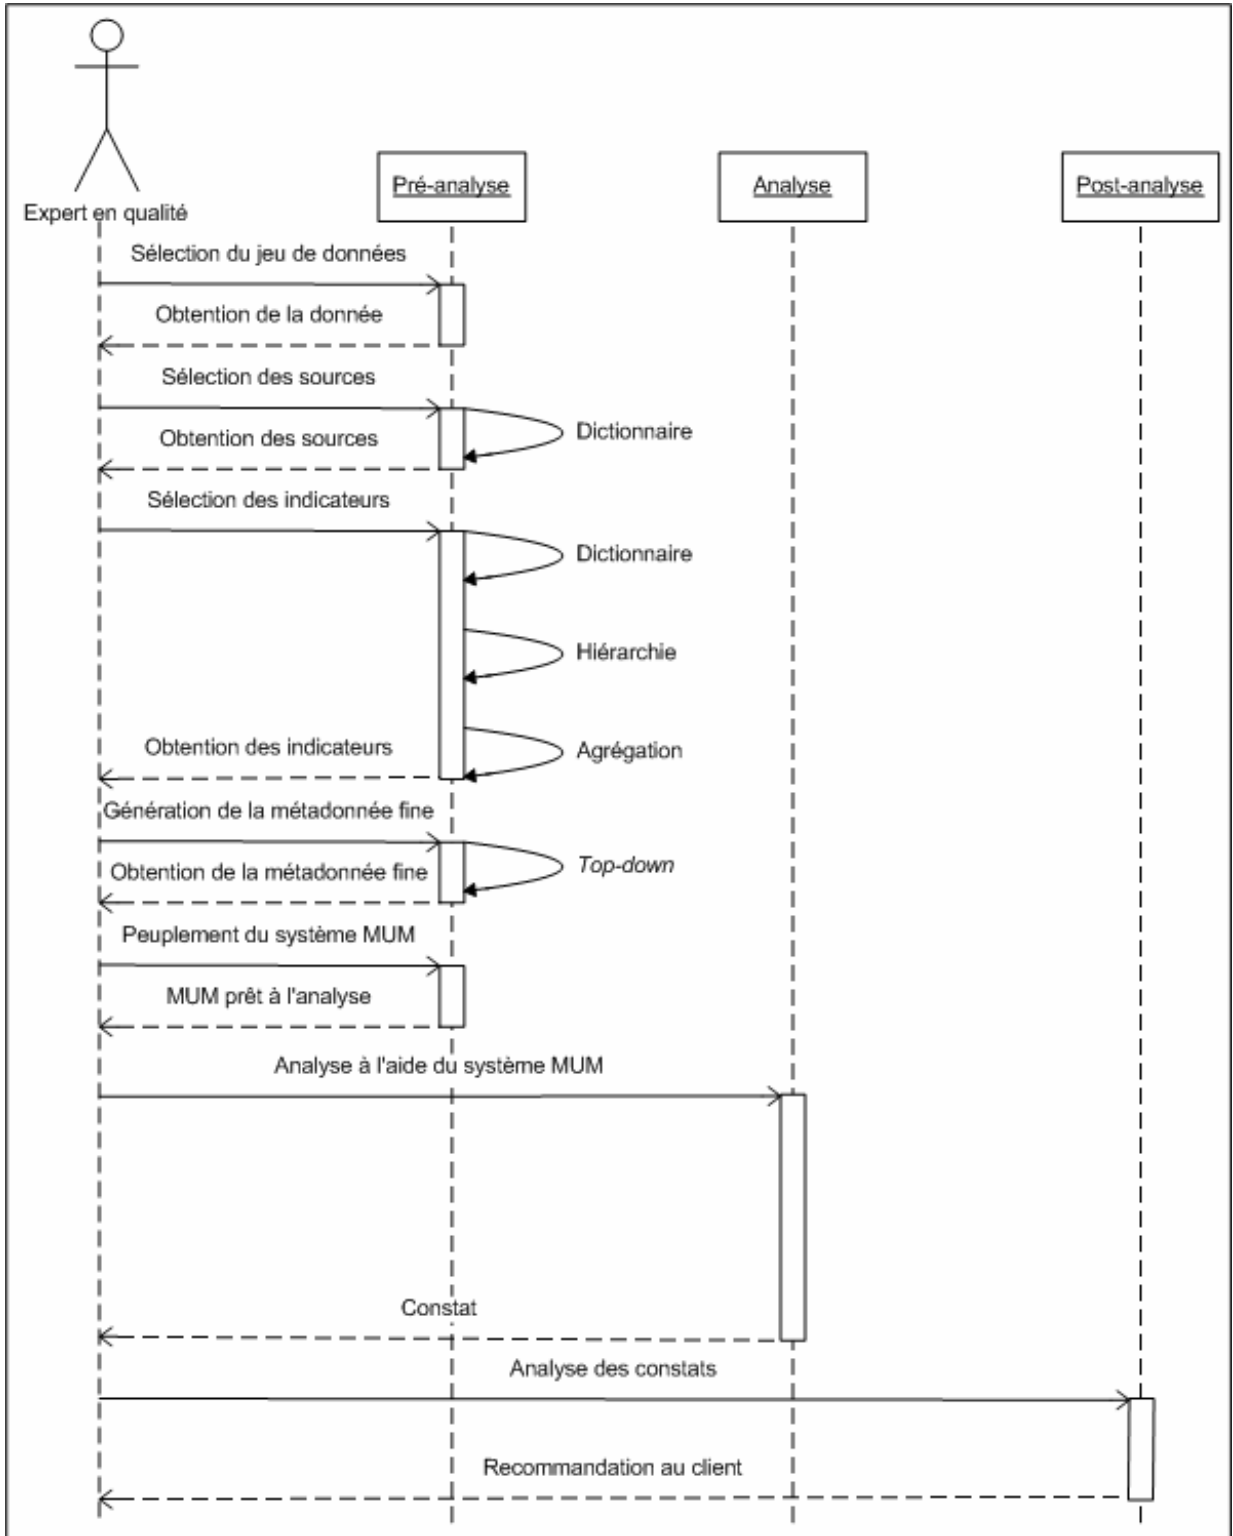 Pré-analyse
Analyse
Post-analyse
Expert en qualité
Sélection du jeu de données
Obtention de la donnée
Sélection des sources
Dictionnaire
Obtention des sources
Sélection des indicateurs
Dictionnaire
Hiérarchie
Obtention des indicateurs
Agrégation
Génération de la métadonnée fine
Top-down
Obtention de la métadonnée fine
Peuplement du système MUM
MUM prêt à l'analyse
Analyse à l'aide du système MUM
Constat
Analyse des constats
Recommandation au client